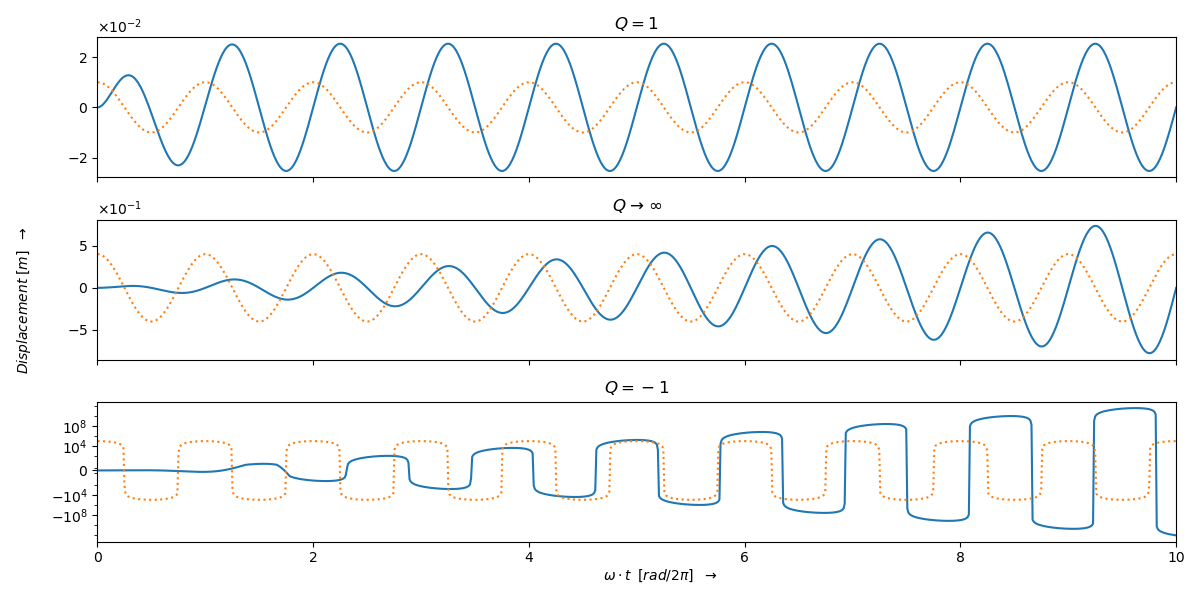 ×10⁻²
Q = 1
2
0
−2
×10⁻¹
Q → ∞
5
0
−5
Displacement [m] →
Q = −1
10⁸
10⁴
0
−10⁴
−10⁸
0 2 4 6 8 10
ω · t [rad/2π] →